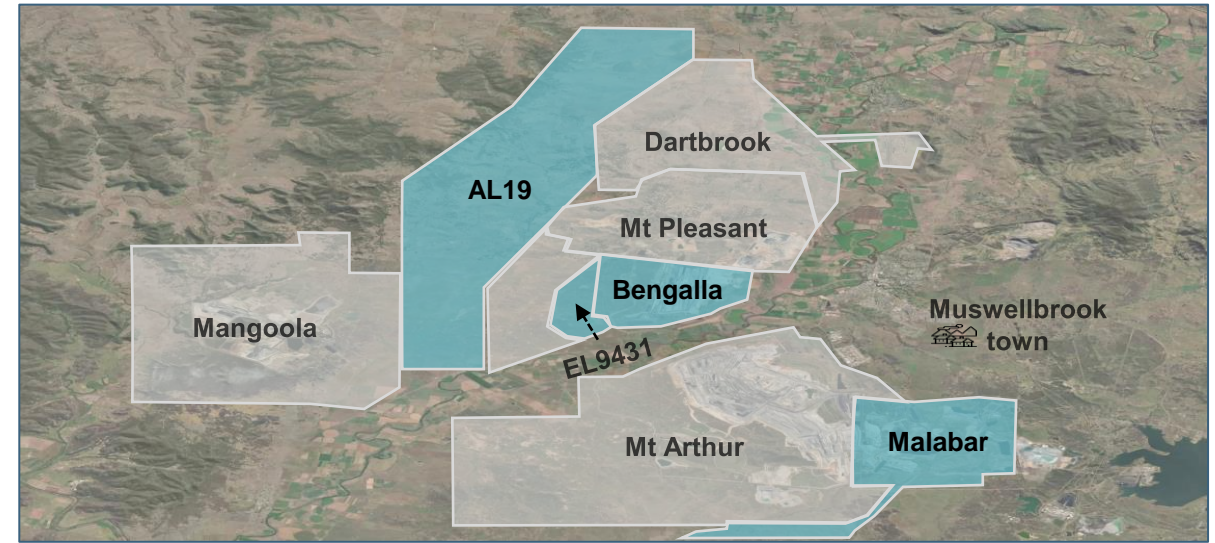 Dartbrook
AL19
Mt Pleasant
Bengalla
Mangoola
Muswellbrook
town
EL9431
Mt Arthur
Malabar